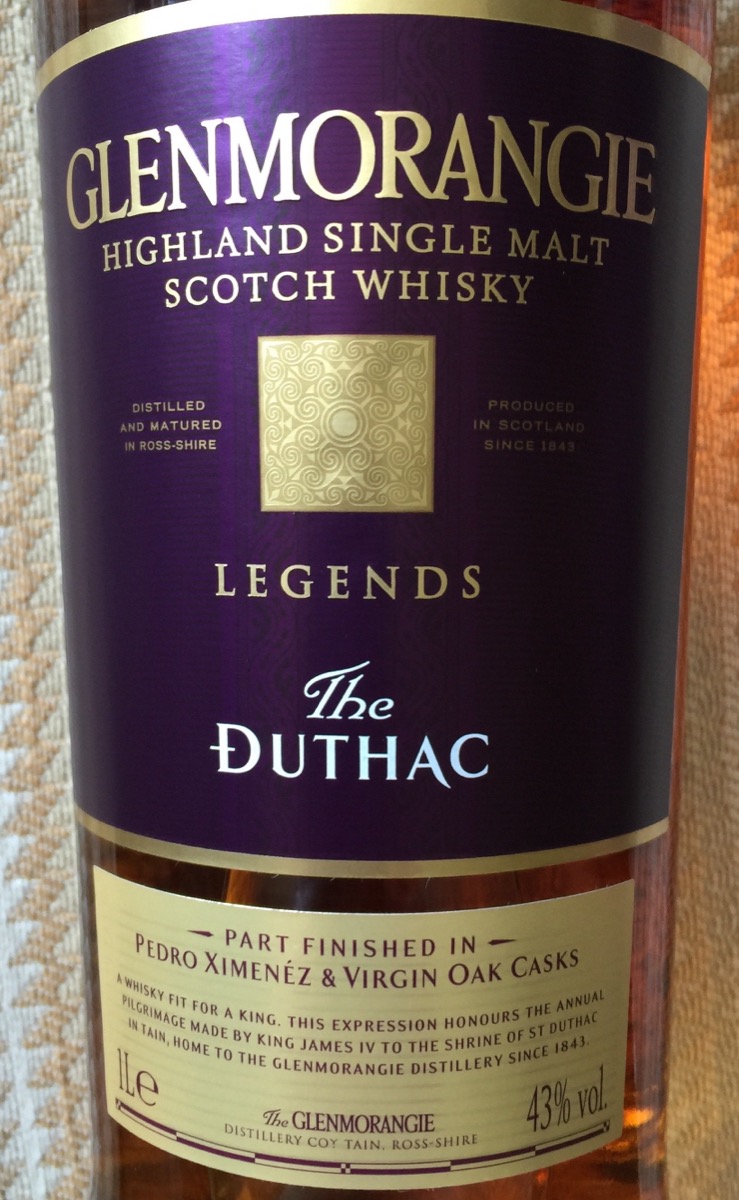 GLENMORANGIE
HIGHLAND SINGLE MALT
SCOTCH WHISKY
DISTILLED
AND MATURED
IN ROSS-SHIRE
PRODUCED
IN SCOTLAND
SINCE 1843
LEGENDS
The
ĐUTHAC
PART FINISHED IN
PEDRO XIMENÉZ & VIRGIN OAK CASKS
A WHISKY FIT FOR A KING. THIS EXPRESSION HONOURS THE ANNUAL
PILGRIMAGE MADE BY KING JAMES IV TO THE SHRINE OF ST DUTHAC
IN TAIN, HOME TO THE GLENMORANGIE DISTILLERY SINCE 1843.
1L℮
The GLENMORANGIE
DISTILLERY COY TAIN, ROSS-SHIRE
43% vol.